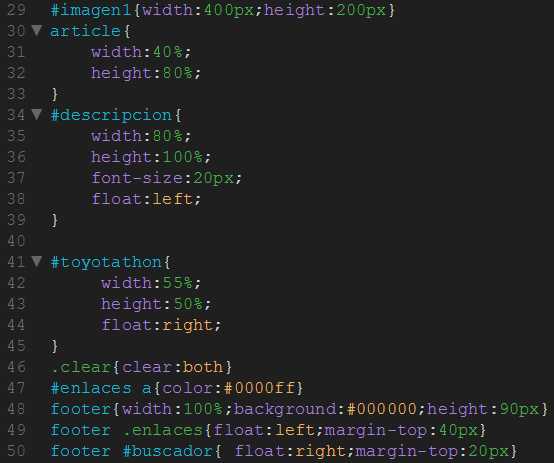 29 #imagen1{width:400px;height:200px}
30 article{
31 width:40%;
32 height:80%;
33 }
34 #descripcion{
35 width:80%;
36 height:100%;
37 font-size:20px;
38 float:left;
39 }
40
41 #toyotathon{
42 width:55%;
43 height:50%;
44 float:right;
45 }
46 .clear{clear:both}
47 #enlaces a{color:#0000ff}
48 footer{width:100%;background:#000000;height:90px}
49 footer .enlaces{float:left;margin-top:40px}
50 footer #buscador{ float:right;margin-top:20px}